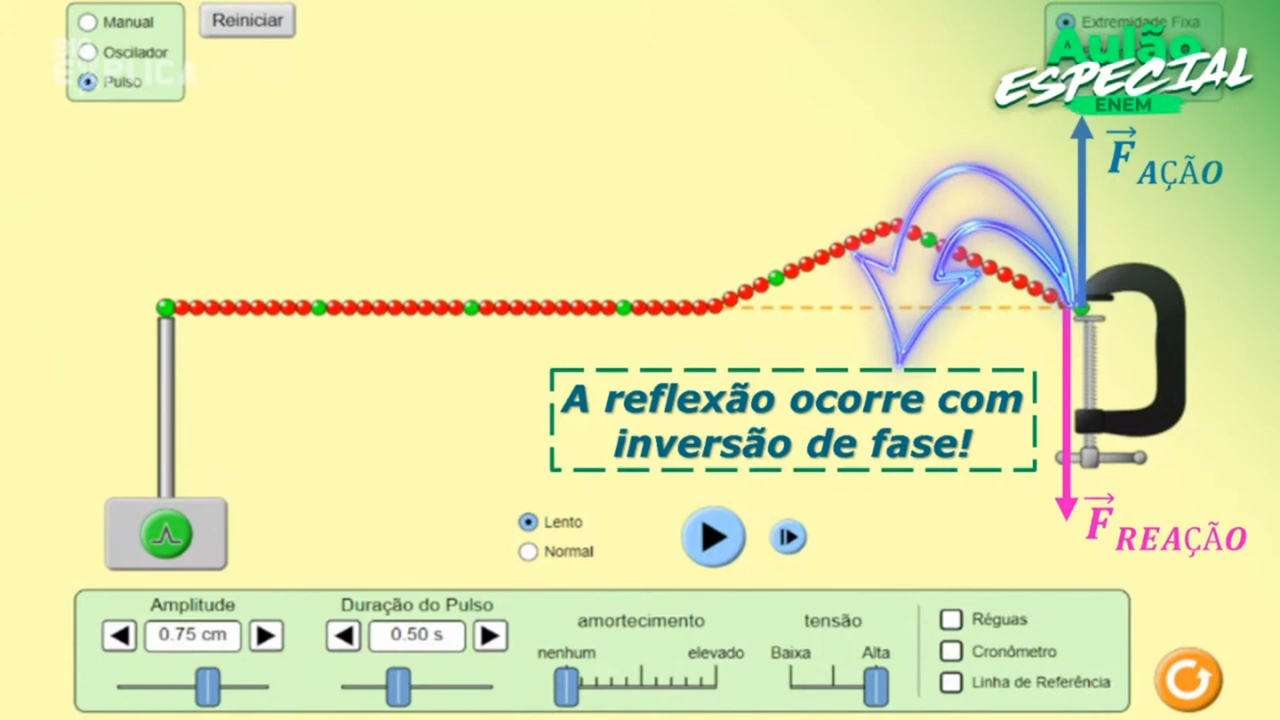 Manual
Oscilador
Pulso
Reiniciar
Extremidade Fixa
Aulão
ESPECIAL
ENEM
F AÇÃO
A reflexão ocorre com
inversão de fase!
F REAÇÃO
Lento
Normal
Amplitude
0.75 cm
Duração do Pulso
0.50 s
amortecimento
nenhum
elevado
tensão
Baixa
Alta
Réguas
Cronômetro
Linha de Referência